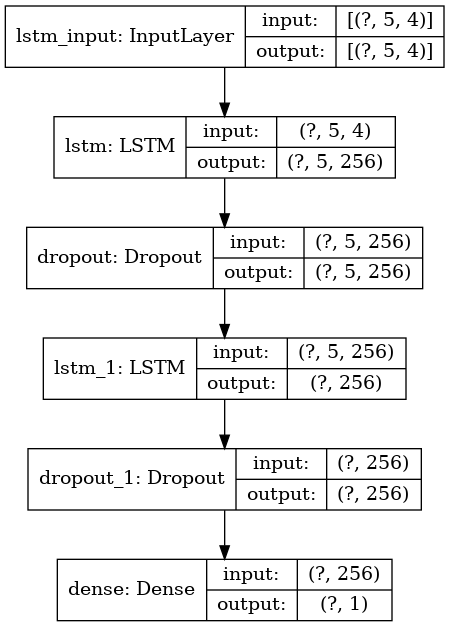 lstm_input: InputLayer
input: [(?, 5, 4)]
output: [(?, 5, 4)]
lstm: LSTM
input: (?, 5, 4)
output: (?, 5, 256)
dropout: Dropout
input: (?, 5, 256)
output: (?, 5, 256)
lstm_1: LSTM
input: (?, 5, 256)
output: (?, 256)
dropout_1: Dropout
input: (?, 256)
output: (?, 256)
dense: Dense
input: (?, 256)
output: (?, 1)